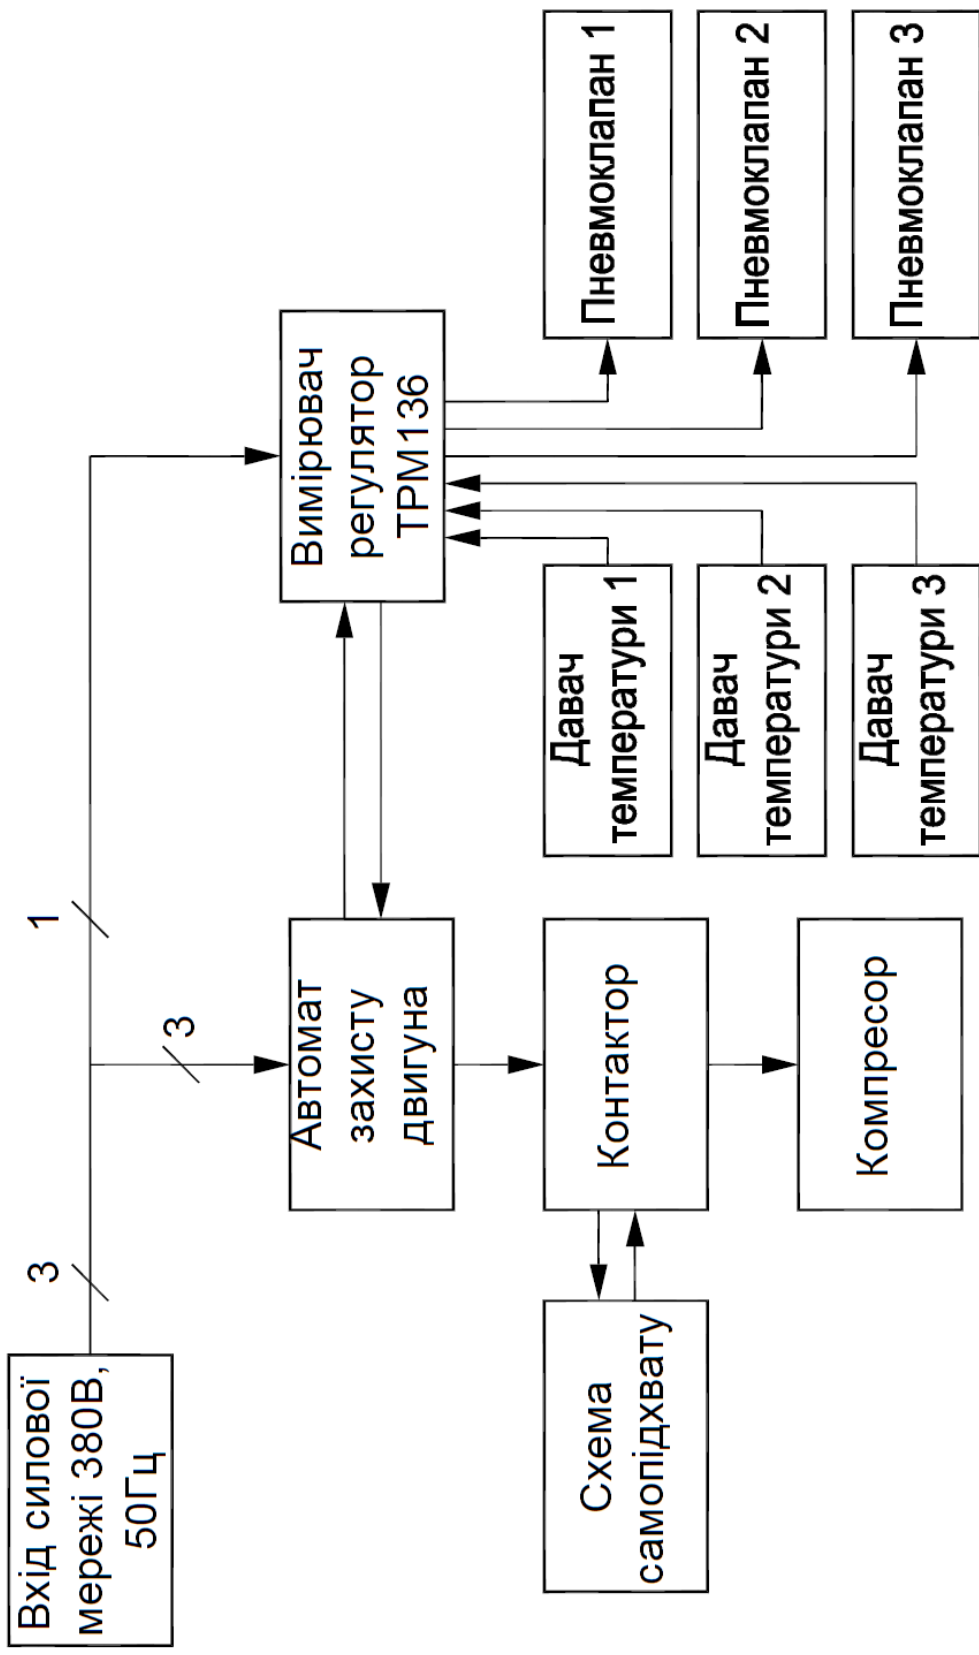 Вхід силової
мережі 380В,
50Гц
3
1
3
Автомат
захисту
двигуна
Вимірювач
регулятор
ТРМ136
Схема
самопідхвату
Контактор
Компресор
Давач
температури 1
Давач
температури 2
Давач
температури 3
Пневмоклапан 1
Пневмоклапан 2
Пневмоклапан 3